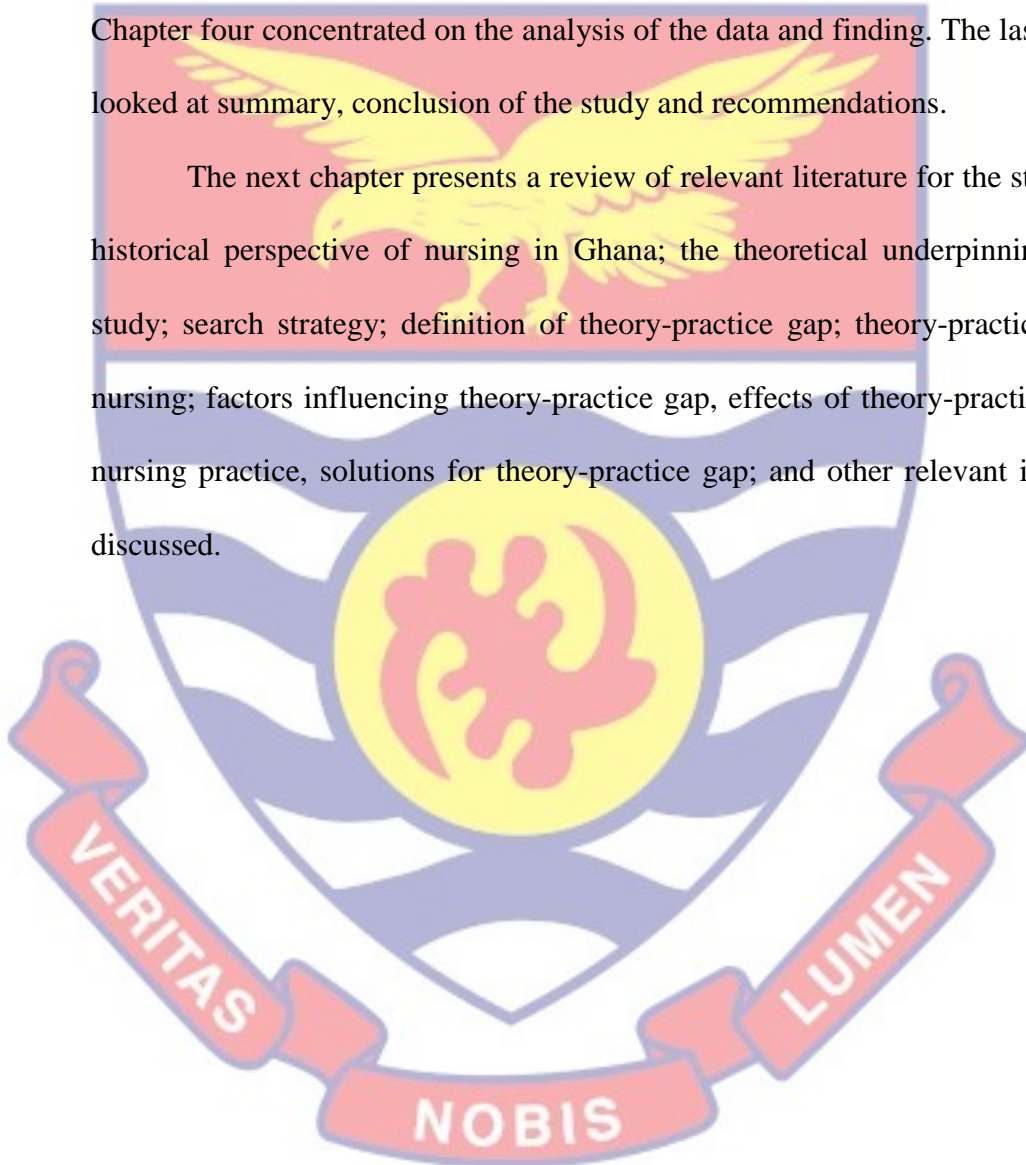 Chapter four concentrated on the analysis of the data and finding. The las
looked at summary, conclusion of the study and recommendations.
The next chapter presents a review of relevant literature for the st
historical perspective of nursing in Ghana; the theoretical underpinnin
study; search strategy; definition of theory-practice gap; theory-practic
nursing; factors influencing theory-practice gap, effects of theory-practi
nursing practice, solutions for theory-practice gap; and other relevant i
discussed.
VERITAS
NOBIS
LUMEN